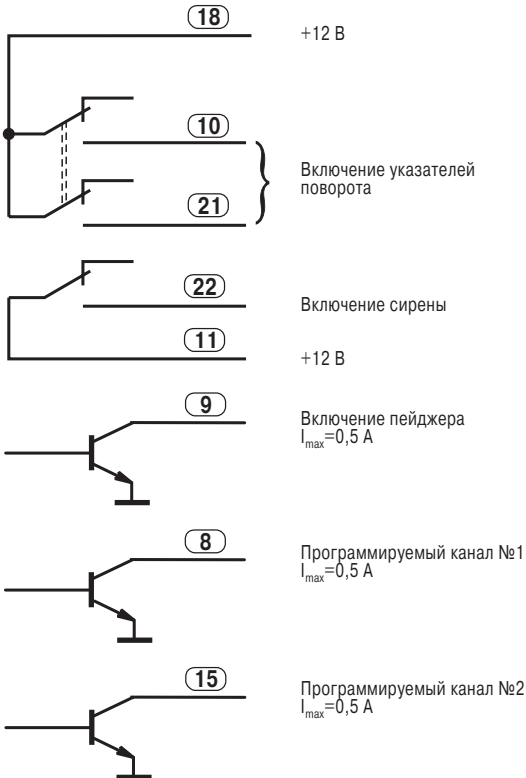 18
+12 В
10
Включение указателей
поворота
21
22
Включение сирены
11
+12 В
9
Включение пейджера
Imax=0,5 А
8
Программируемый канал №1
Imax=0,5 А
15
Программируемый канал №2
Imax=0,5 А